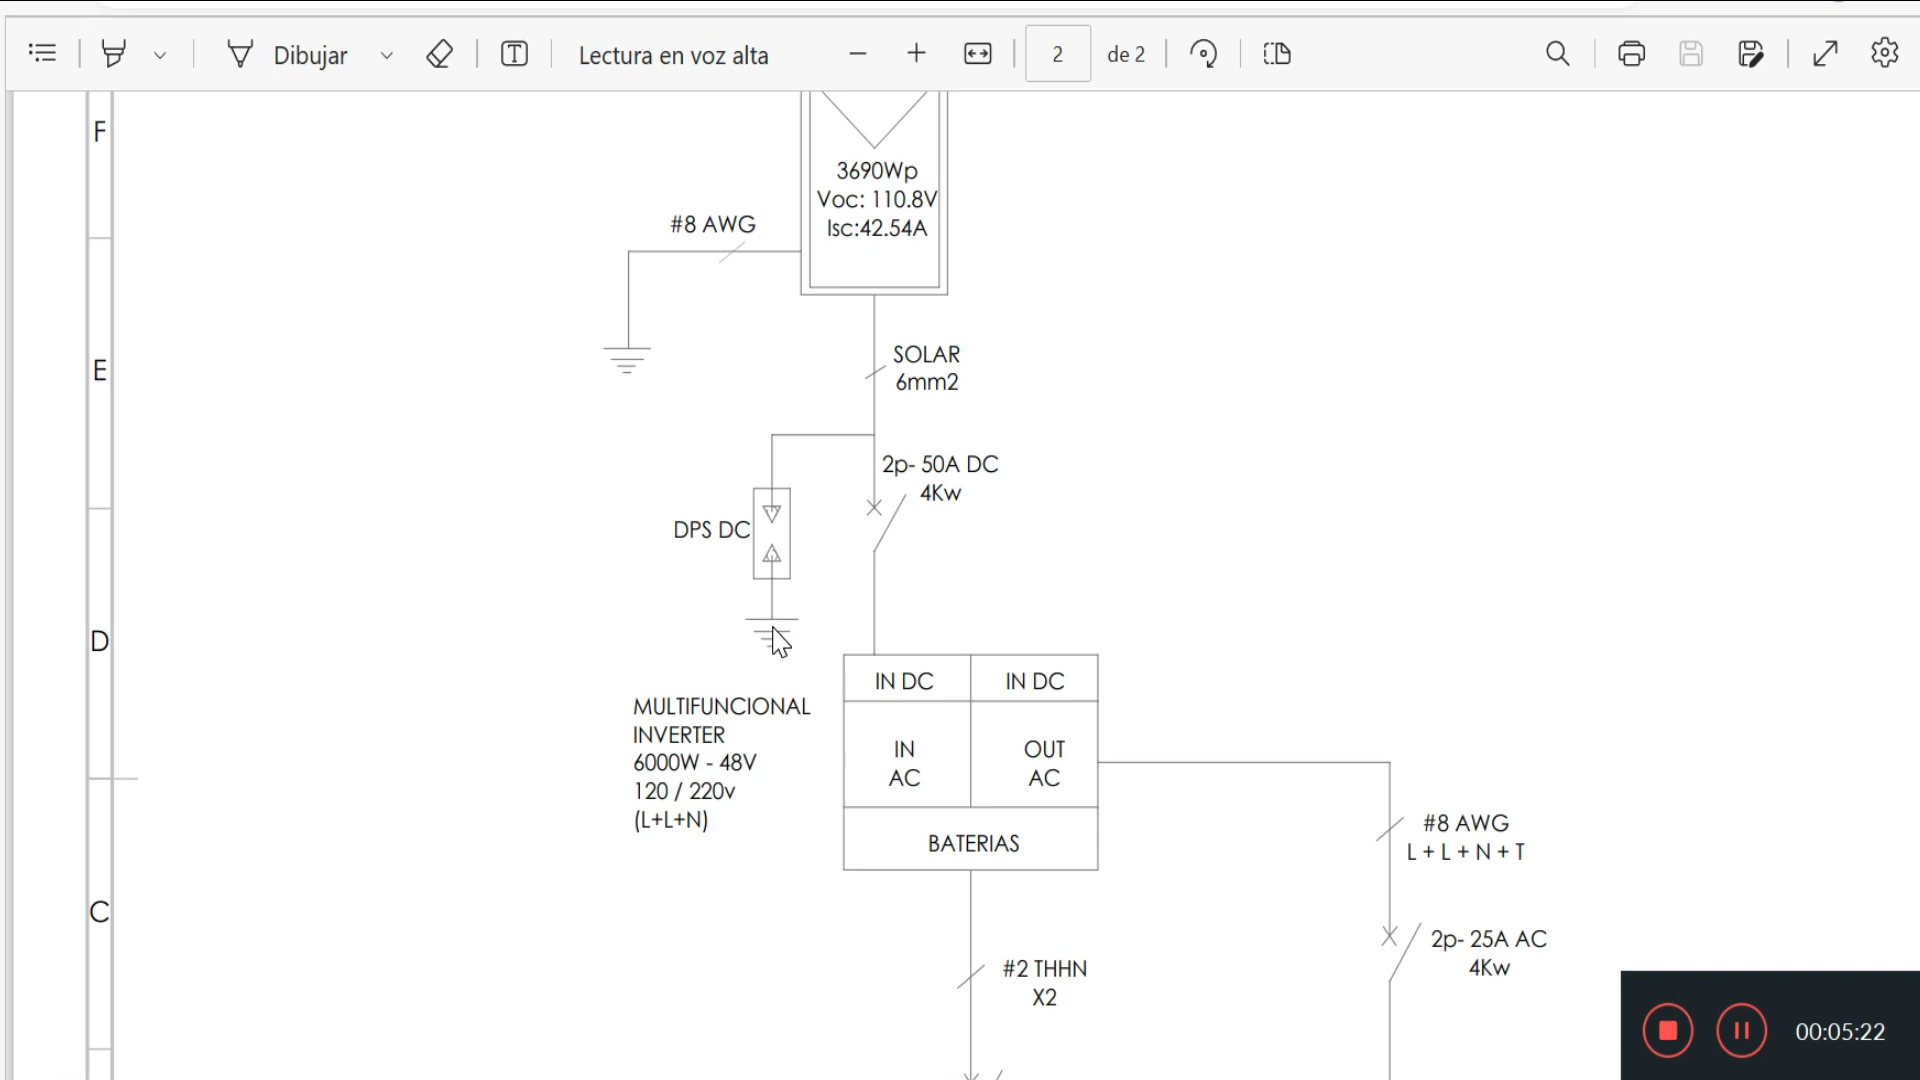 Dibujar
Lectura en voz alta
2
de 2
F
3690Wp
Voc: 110.8V
Isc:42.54A
#8 AWG
E
SOLAR
6mm2
2p- 50A DC
4Kw
DPS DC
D
IN DC
IN DC
MULTIFUNCIONAL
INVERTER
6000W - 48V
120 / 220v
(L+L+N)
IN
AC
OUT
AC
BATERIAS
#8 AWG
L + L + N + T
C
2p- 25A AC
4Kw
#2 THHN
X2
00:05:22